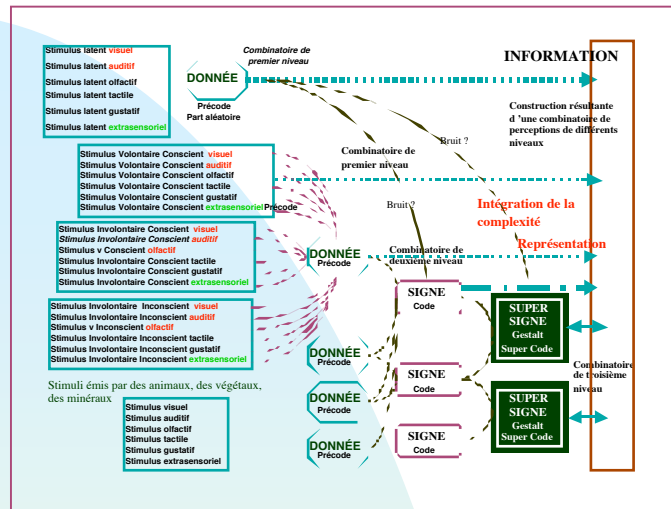 Stimulus latent visuel
Stimulus latent auditif
Stimulus latent olfactif
Stimulus latent tactile
Stimulus latent gustatif
Stimulus latent extrasensoriel
DONNÉE
Précode
Part aléatoire
Combinatoire de
premier niveau
INFORMATION
Construction résultante
d 'une combinatoire de
perceptions de différents
niveaux
Bruit ?
Combinatoire de
premier niveau
Stimulus Volontaire Conscient visuel
Stimulus Volontaire Conscient auditif
Stimulus Volontaire Conscient olfactif
Stimulus Volontaire Conscient tactile
Stimulus Volontaire Conscient gustatif
Stimulus Volontaire Conscient extrasensoriel Précode
Bruit ?
Intégration de la
complexité
Représentation
Stimulus Involontaire Conscient visuel
Stimulus Involontaire Conscient auditif
Stimulus v Conscient olfactif
Stimulus Involontaire Conscient tactile
Stimulus Involontaire Conscient gustatif
Stimulus Involontaire Conscient extrasensoriel
DONNÉE
Précode
Combinatoire de
deuxième niveau
SIGNE
Code
SUPER
SIGNE
Gestalt
Super Code
Stimulus Involontaire Inconscient visuel
Stimulus Involontaire Inconscient auditif
Stimulus v Inconscient olfactif
Stimulus Involontaire Inconscient tactile
Stimulus Involontaire Inconscient gustatif
Stimulus Involontaire Inconscient extrasensoriel
DONNÉE
Précode
SIGNE
Code
Combinatoire
de troisième
niveau
Stimuli émis par des animaux, des végétaux,
des minéraux
Stimulus visuel
Stimulus auditif
Stimulus olfactif
Stimulus tactile
Stimulus gustatif
Stimulus extrasensoriel
DONNÉE
Précode
DONNÉE
Précode
SIGNE
Code
SUPER
SIGNE
Gestalt
Super Code